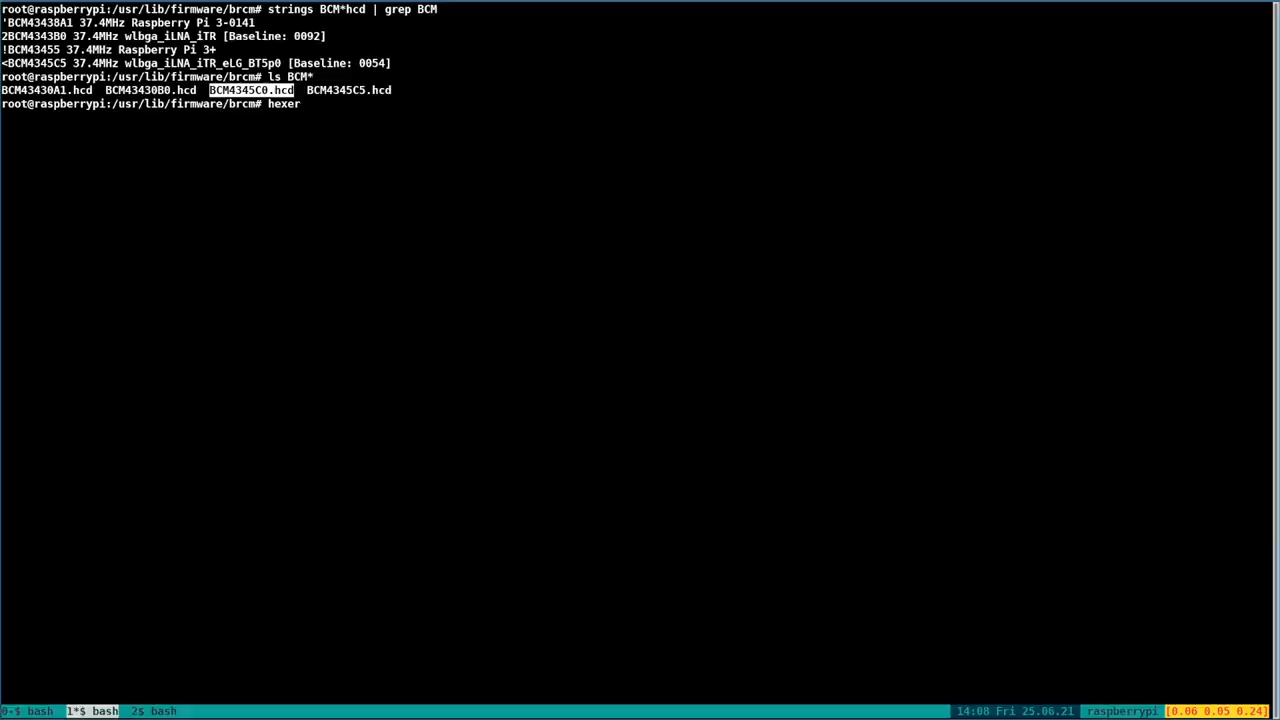 root@raspberrypi:/usr/lib/firmware/brcm# strings BCM*hcd | grep BCM
'BCM43438A1 37.4MHz Raspberry Pi 3-0141
2BCM4343B0 37.4MHz wlbga_iLNA_iTR [Baseline: 0092]
!BCM43455 37.4MHz Raspberry Pi 3+
<BCM4345C5 37.4MHz wlbga_iLNA_iTR_eLG_BT5p0 [Baseline: 0054]
root@raspberrypi:/usr/lib/firmware/brcm# ls BCM*
BCM43430A1.hcd  BCM43430B0.hcd  BCM4345C0.hcd  BCM4345C5.hcd
root@raspberrypi:/usr/lib/firmware/brcm# hexer
0-$ bash  1*$ bash  2$ bash  14:08 Fri 25.06.21  raspberrypi [0.06 0.05 0.24]